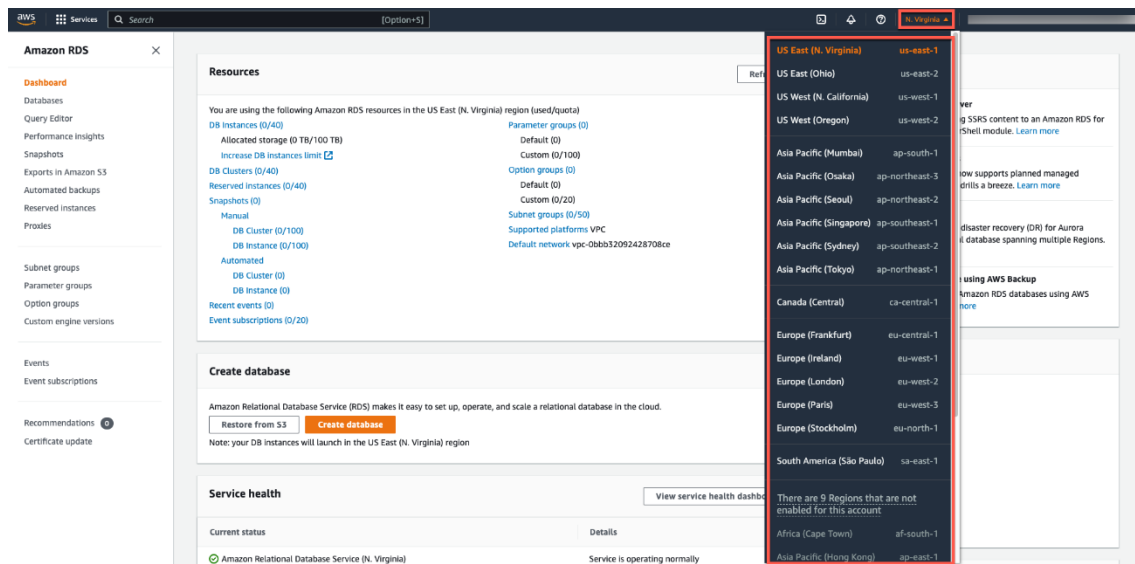 aws
Services
Search
[Option+S]
N. Virginia
Amazon RDS
Dashboard
Databases
Query Editor
Performance insights
Snapshots
Exports in Amazon S3
Automated backups
Reserved instances
Proxies
Subnet groups
Parameter groups
Option groups
Custom engine versions
Events
Event subscriptions
Recommendations 0
Certificate update
Resources
Refr
You are using the following Amazon RDS resources in the US East (N. Virginia) region (used/quota)
DB Instances (0/40)
Allocated storage (0 TB/100 TB)
Increase DB instances limit
DB Clusters (0/40)
Reserved instances (0/40)
Snapshots (0)
Manual
DB Cluster (0/100)
DB Instance (0/100)
Automated
DB Cluster (0)
DB Instance (0)
Recent events (0)
Event subscriptions (0/20)
Parameter groups (0)
Default (0)
Custom (0/100)
Option groups (0)
Default (0)
Custom (0/20)
Subnet groups (0/50)
Supported platforms VPC
Default network vpc-0bbb32092428708ce
Create database
Amazon Relational Database Service (RDS) makes it easy to set up, operate, and scale a relational database in the cloud.
Restore from S3
Create database
Note: your DB instances will launch in the US East (N. Virginia) region
Service health
View service health dashbo
Current status
Details
Amazon Relational Database Service (N. Virginia)
Service is operating normally
US East (N. Virginia) us-east-1
US East (Ohio) us-east-2
US West (N. California) us-west-1
US West (Oregon) us-west-2
Asia Pacific (Mumbai) ap-south-1
Asia Pacific (Osaka) ap-northeast-3
Asia Pacific (Seoul) ap-northeast-2
Asia Pacific (Singapore) ap-southeast-1
Asia Pacific (Sydney) ap-southeast-2
Asia Pacific (Tokyo) ap-northeast-1
Canada (Central) ca-central-1
Europe (Frankfurt) eu-central-1
Europe (Ireland) eu-west-1
Europe (London) eu-west-2
Europe (Paris) eu-west-3
Europe (Stockholm) eu-north-1
South America (São Paulo) sa-east-1
There are 9 Regions that are not
enabled for this account
Africa (Cape Town) af-south-1
Asia Pacific (Hong Kong) ap-east-1
ver
g SSRS content to an Amazon RDS for
rShell module. Learn more
ow supports planned managed
drills a breeze. Learn more
disaster recovery (DR) for Aurora
l database spanning multiple Regions.
using AWS Backup
Amazon RDS databases using AWS
more